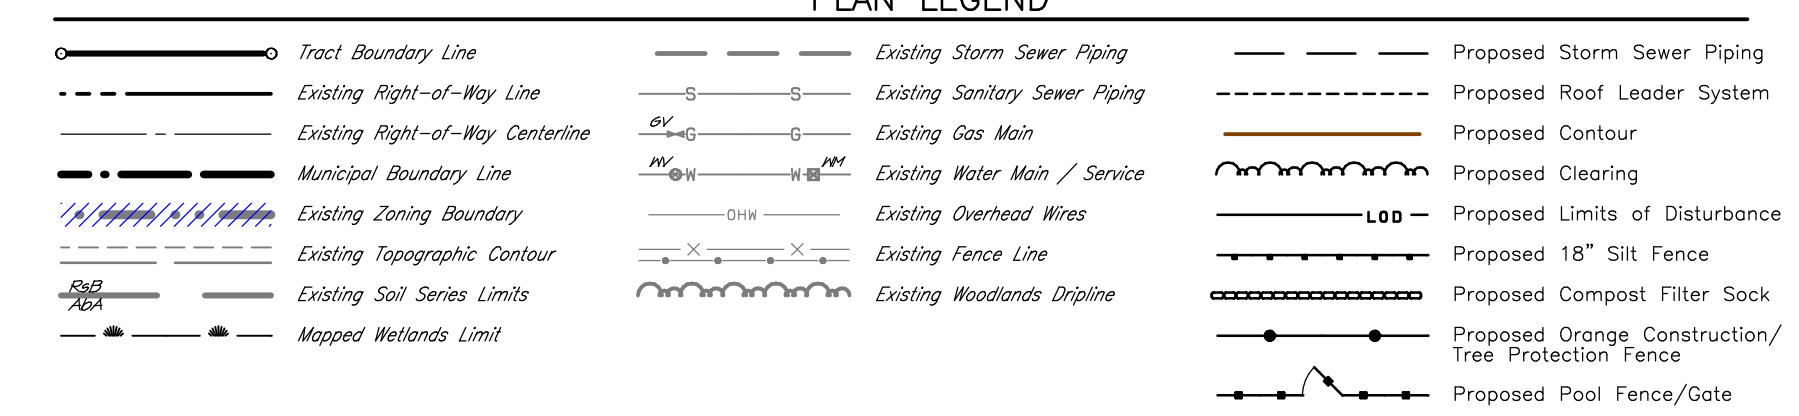 PLAN LEGEND
Tract Boundary Line
Existing Right-of-Way Line
Existing Right-of-Way Centerline
Municipal Boundary Line
Existing Zoning Boundary
Existing Topographic Contour
RsB
AbA
Existing Soil Series Limits
Mapped Wetlands Limit
Existing Storm Sewer Piping
S S Existing Sanitary Sewer Piping
GV
G G Existing Gas Main
WV WM
W W Existing Water Main / Service
OHW Existing Overhead Wires
Existing Fence Line
Existing Woodlands Dripline
Proposed Storm Sewer Piping
Proposed Roof Leader System
Proposed Contour
Proposed Clearing
LOD Proposed Limits of Disturbance
Proposed 18" Silt Fence
Proposed Compost Filter Sock
Proposed Orange Construction/
Tree Protection Fence
Proposed Pool Fence/Gate